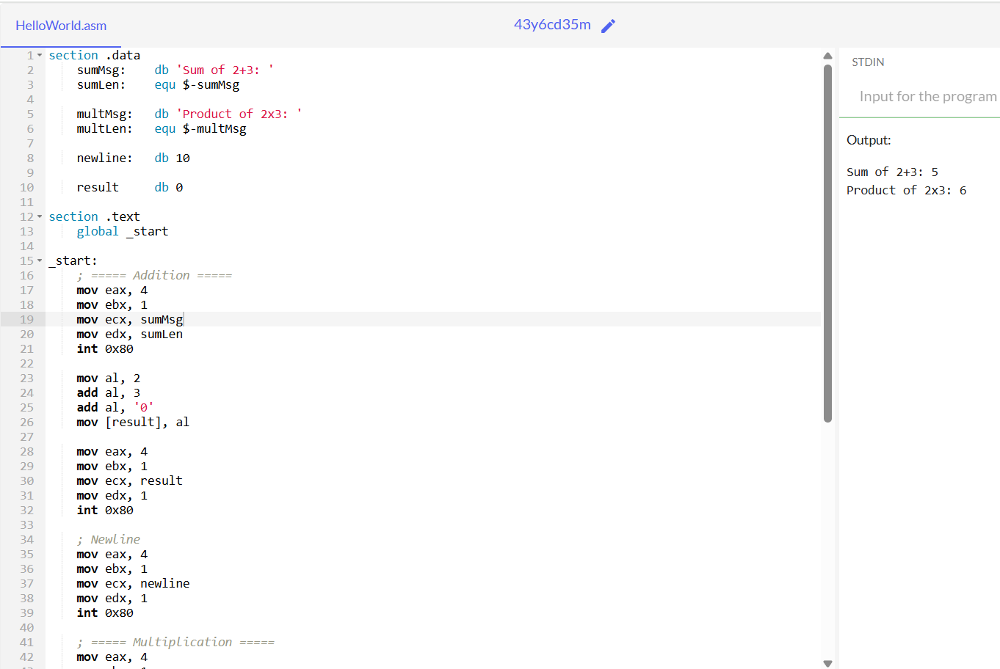 HelloWorld.asm
43y6cd35m
1 section .data
2     sumMsg:    db 'Sum of 2+3: '
3     sumLen:    equ $-sumMsg
4
5     multMsg:   db 'Product of 2x3: '
6     multLen:   equ $-multMsg
7
8     newline:   db 10
9
10     result     db 0
11
12 section .text
13     global _start
14
15 _start:
16     ; ===== Addition =====
17     mov eax, 4
18     mov ebx, 1
19     mov ecx, sumMsg
20     mov edx, sumLen
21     int 0x80
22
23     mov al, 2
24     add al, 3
25     add al, '0'
26     mov [result], al
27
28     mov eax, 4
29     mov ebx, 1
30     mov ecx, result
31     mov edx, 1
32     int 0x80
33
34     ; Newline
35     mov eax, 4
36     mov ebx, 1
37     mov ecx, newline
38     mov edx, 1
39     int 0x80
40
41     ; ===== Multiplication =====
42     mov eax, 4
STDIN
Input for the program
Output:
Sum of 2+3: 5
Product of 2x3: 6